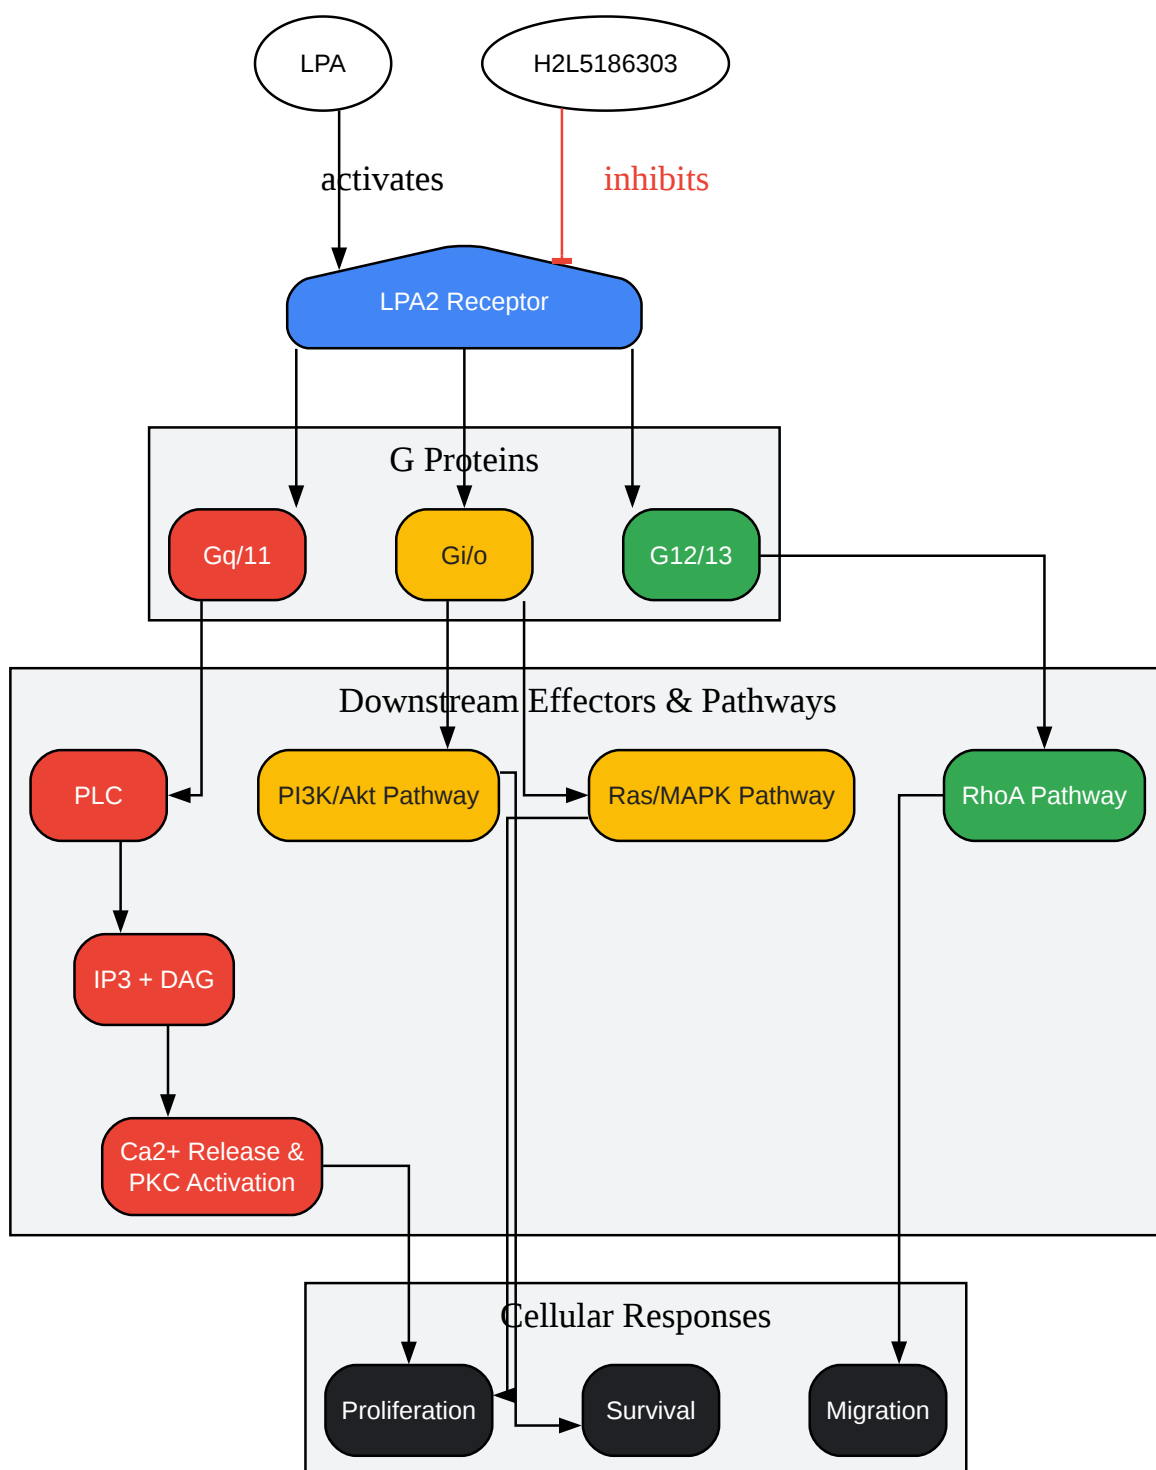 LPA
H2L5186303
activates
inhibits
LPA2 Receptor
G Proteins
Gq/11
Gi/o
G12/13
Downstream Effectors & Pathways
PLC
PI3K/Akt Pathway
Ras/MAPK Pathway
RhoA Pathway
IP3 + DAG
Ca2+ Release &
PKC Activation
Cellular Responses
Proliferation
Survival
Migration